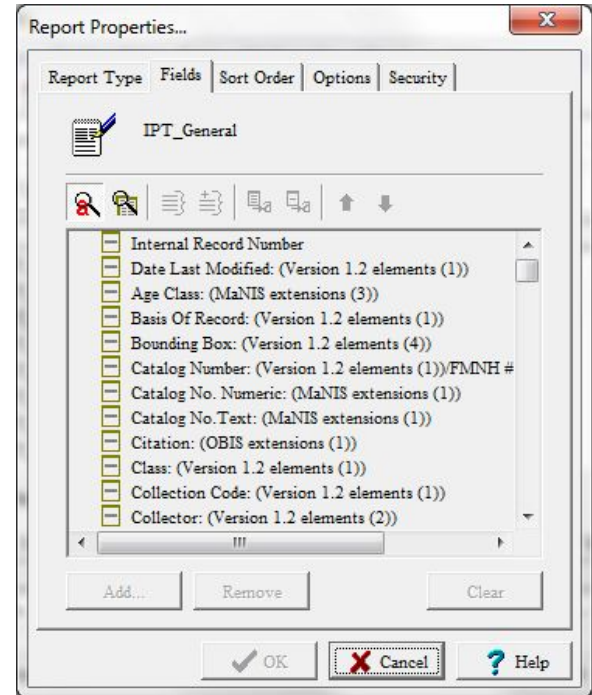 Report Properties...
Report Type Fields Sort Order Options Security
IPT_General
Internal Record Number
Date Last Modified: (Version 1.2 elements (1))
Age Class: (MaNIS extensions (3))
Basis Of Record: (Version 1.2 elements (1))
Bounding Box: (Version 1.2 elements (4))
Catalog Number: (Version 1.2 elements (1))/FMNH #
Catalog No. Numeric: (MaNIS extensions (1))
Catalog No.Text: (MaNIS extensions (1))
Citation: (OBIS extensions (1))
Class: (Version 1.2 elements (1))
Collection Code: (Version 1.2 elements (1))
Collector: (Version 1.2 elements (2))
Add... Remove Clear
OK Cancel Help